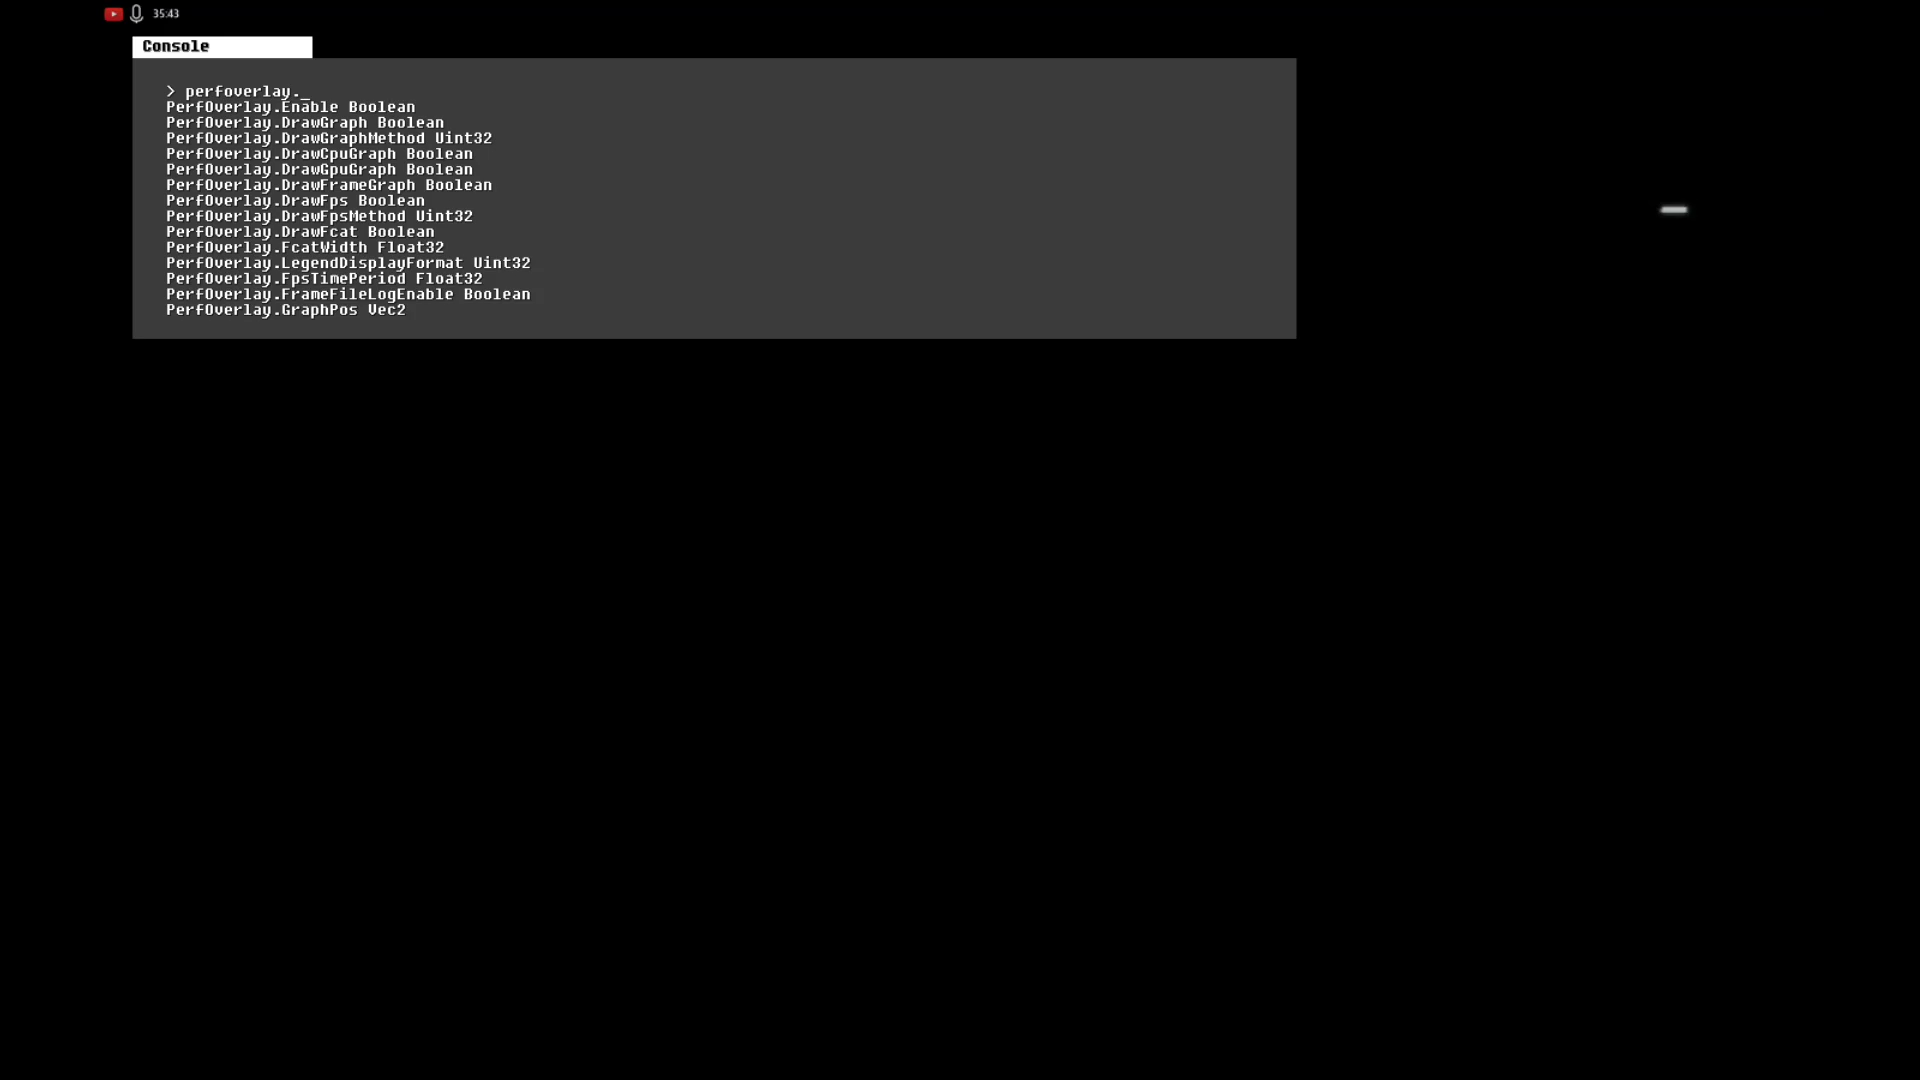 35:43
Console
> perfoverlay._
PerfOverlay.Enable Boolean
PerfOverlay.DrawGraph Boolean
PerfOverlay.DrawGraphMethod Uint32
PerfOverlay.DrawCpuGraph Boolean
PerfOverlay.DrawGpuGraph Boolean
PerfOverlay.DrawFrameGraph Boolean
PerfOverlay.DrawFps Boolean
PerfOverlay.DrawFpsMethod Uint32
PerfOverlay.DrawFcat Boolean
PerfOverlay.FcatWidth Float32
PerfOverlay.LegendDisplayFormat Uint32
PerfOverlay.FpsTimePeriod Float32
PerfOverlay.FrameFileLogEnable Boolean
PerfOverlay.GraphPos Vec2